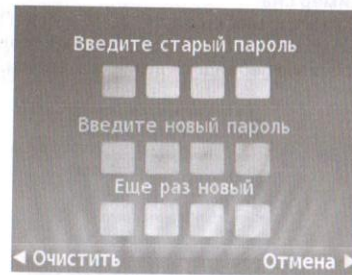 Введите старый пароль
Введите новый пароль
Еще раз новый
◄ Очистить Отмена ►